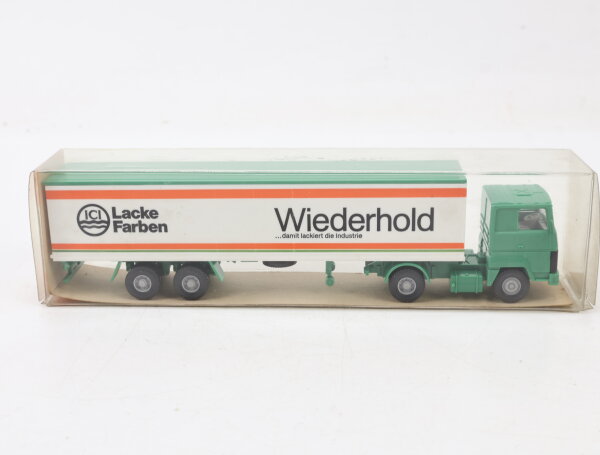 ICI
Lacke
Farben
Wiederhold
...damit lackiert die Industrie